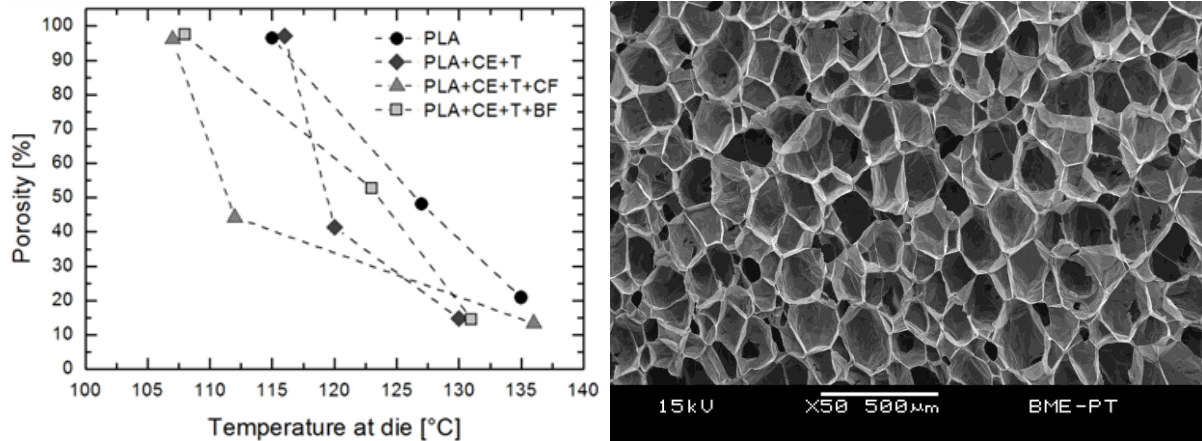 Porosity [%]
100
90
80
70
60
50
40
30
20
10
0
PLA
PLA+CE+T
PLA+CE+T+CF
PLA+CE+T+BF
100 105 110 115 120 125 130 135 140
Temperature at die [°C]
15kV X50 500µm BME-PT